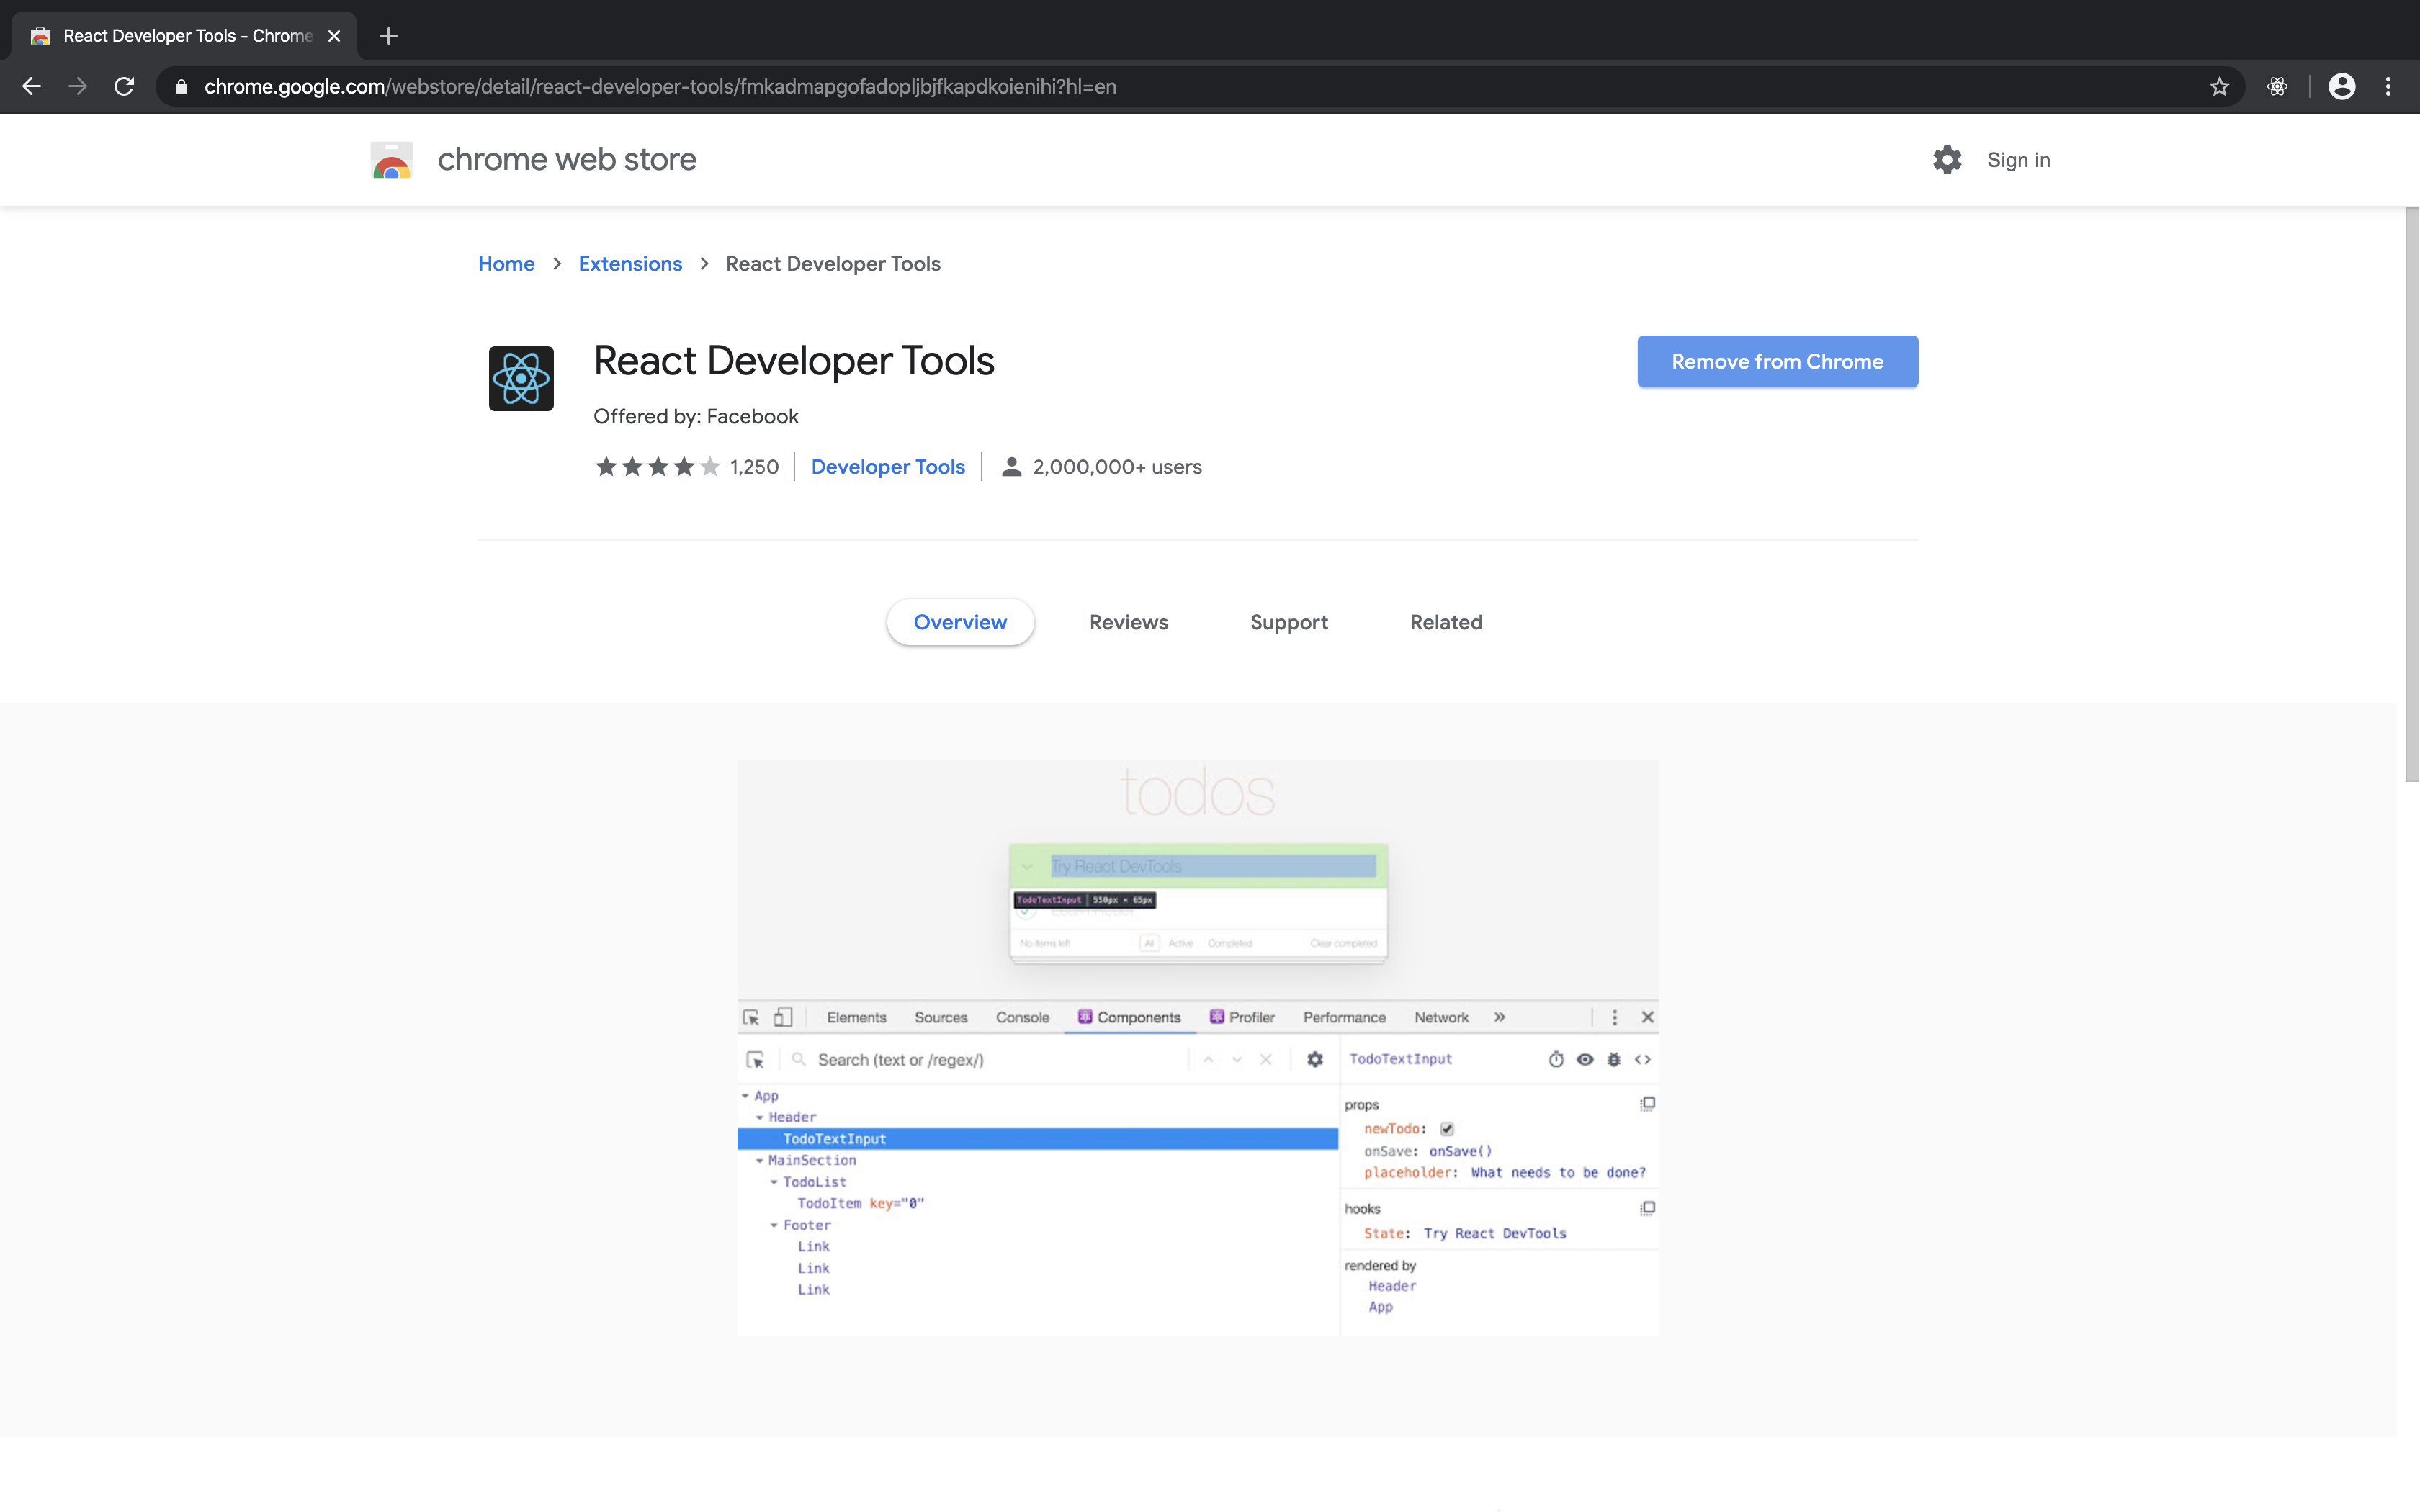 React Developer Tools - Chrome
chrome.google.com/webstore/detail/react-developer-tools/fmkadmapgofadopljbjfkapdkoienihi?hl=en
chrome web store
Sign in
Home > Extensions > React Developer Tools
React Developer Tools
Remove from Chrome
Offered by: Facebook
1,250 Developer Tools 2,000,000+ users
Overview Reviews Support Related
todos
Try React DevTools
TodoTextInput 550px × 65px
No items left All Active Completed Clear completed
Elements Sources Console Components Profiler Performance Network »
Search (text or /regex/) TodoTextInput
App
Header
TodoTextInput
MainSection
TodoList
TodoItem key="0"
Footer
Link
Link
Link
props
newTodo:
onSave: onSave()
placeholder: What needs to be done?
hooks
State: Try React DevTools
rendered by
Header
App